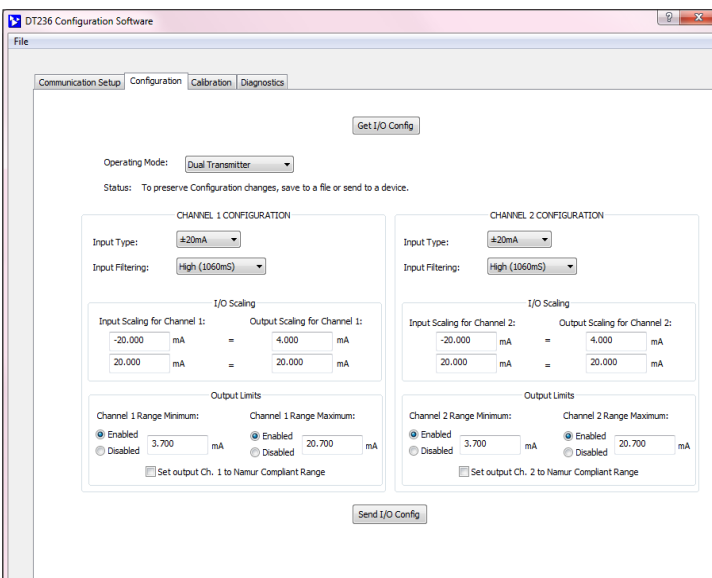 DT236 Configuration Software
File
Communication Setup Configuration Calibration Diagnostics
Get I/O Config
Operating Mode: Dual Transmitter
Status: To preserve Configuration changes, save to a file or send to a device.
CHANNEL 1 CONFIGURATION
Input Type: ±20mA
Input Filtering: High (1060mS)
I/O Scaling
Input Scaling for Channel 1: Output Scaling for Channel 1:
-20.000 mA = 4.000 mA
20.000 mA = 20.000 mA
Output Limits
Channel 1 Range Minimum: Channel 1 Range Maximum:
Enabled Enabled
3.700 mA 20.700 mA
Disabled Disabled
Set output Ch. 1 to Namur Compliant Range
CHANNEL 2 CONFIGURATION
Input Type: ±20mA
Input Filtering: High (1060mS)
I/O Scaling
Input Scaling for Channel 2: Output Scaling for Channel 2:
-20.000 mA = 4.000 mA
20.000 mA = 20.000 mA
Output Limits
Channel 2 Range Minimum: Channel 2 Range Maximum:
Enabled Enabled
3.700 mA 20.700 mA
Disabled Disabled
Set output Ch. 2 to Namur Compliant Range
Send I/O Config